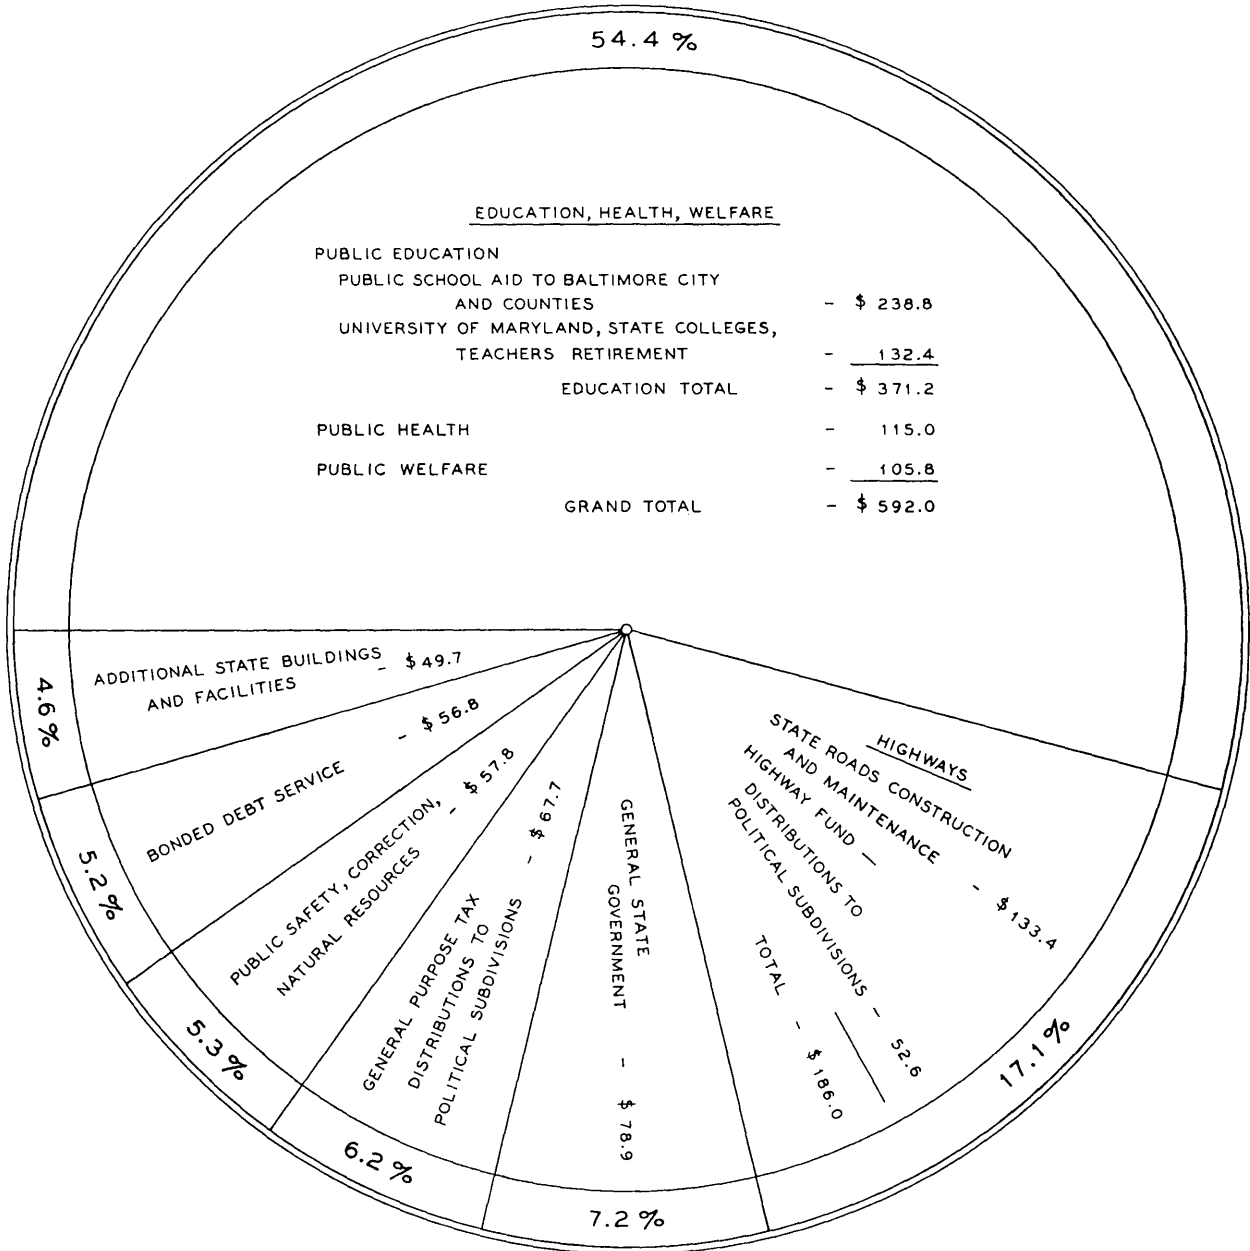 54.4 %
EDUCATION, HEALTH, WELFARE
PUBLIC EDUCATION
PUBLIC SCHOOL AID TO BALTIMORE CITY
AND COUNTIES - $ 238.8
UNIVERSITY OF MARYLAND, STATE COLLEGES,
TEACHERS RETIREMENT - 132.4
EDUCATION TOTAL - $ 371.2
PUBLIC HEALTH - 115.0
PUBLIC WELFARE - 105.8
GRAND TOTAL - $ 592.0
HIGHWAYS
STATE ROADS CONSTRUCTION
AND MAINTENANCE - $ 133.4
HIGHWAY FUND —
DISTRIBUTIONS TO
POLITICAL SUBDIVISIONS - 52.6
TOTAL - $ 186.0
17.1 %
GENERAL STATE
GOVERNMENT - $ 78.9
7.2 %
GENERAL PURPOSE TAX
DISTRIBUTIONS TO
POLITICAL SUBDIVISIONS - $ 67.7
6.2 %
PUBLIC SAFETY, CORRECTION,
NATURAL RESOURCES - $ 57.8
5.3 %
BONDED DEBT SERVICE - $ 56.8
5.2 %
ADDITIONAL STATE BUILDINGS
AND FACILITIES - $ 49.7
4.6 %